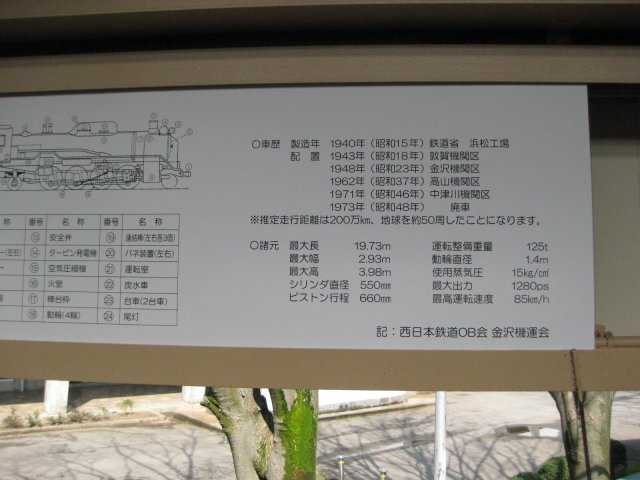 ○車歴 製造年 1940年(昭和15年)鉄道省 浜松工場
配置 1943年(昭和18年)敦賀機関区
1948年(昭和23年)金沢機関区
1962年(昭和37年)高山機関区
1971年(昭和46年)中津川機関区
1973年(昭和48年) 廃車
※推定走行距離は200万km、地球を約50周したことになります。
○諸元 最大長 19.73m 運転整備重量 125t
最大幅 2.93m 動輪直径 1.4m
最大高 3.98m 使用蒸気圧 15kg/c㎡
シリンダ直径 550mm 最大出力 1280ps
ピストン行程 660mm 最高運転速度 85km/h
記:西日本鉄道OB会 金沢機運会
称 番号 名称 番号 名称
⑬ 安全弁 ⑲ 連結棒(左右各3個)
ー(左右) ⑭ タービン発電機 ⑳ バネ装置(左右)
ー ⑮ 空気圧縮機 ㉑ 運転室
⑯ 火室 ㉒ 炭水車
⑰ 棒台枠 ㉓ 台車(2台車)
⑱ 動輪(4輪) ㉔ 尾灯